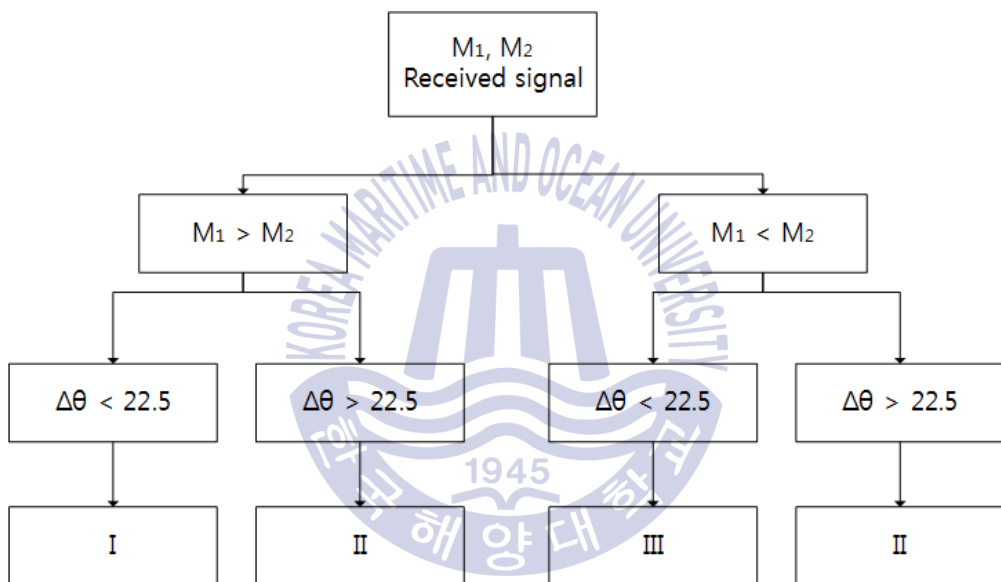 M₁, M₂
Received signal
M₁ > M₂
M₁ < M₂
Δθ < 22.5
Δθ > 22.5
Δθ < 22.5
Δθ > 22.5
I
II
III
II
KOREA MARITIME AND OCEAN UNIVERSITY
1945
한국해양대학교